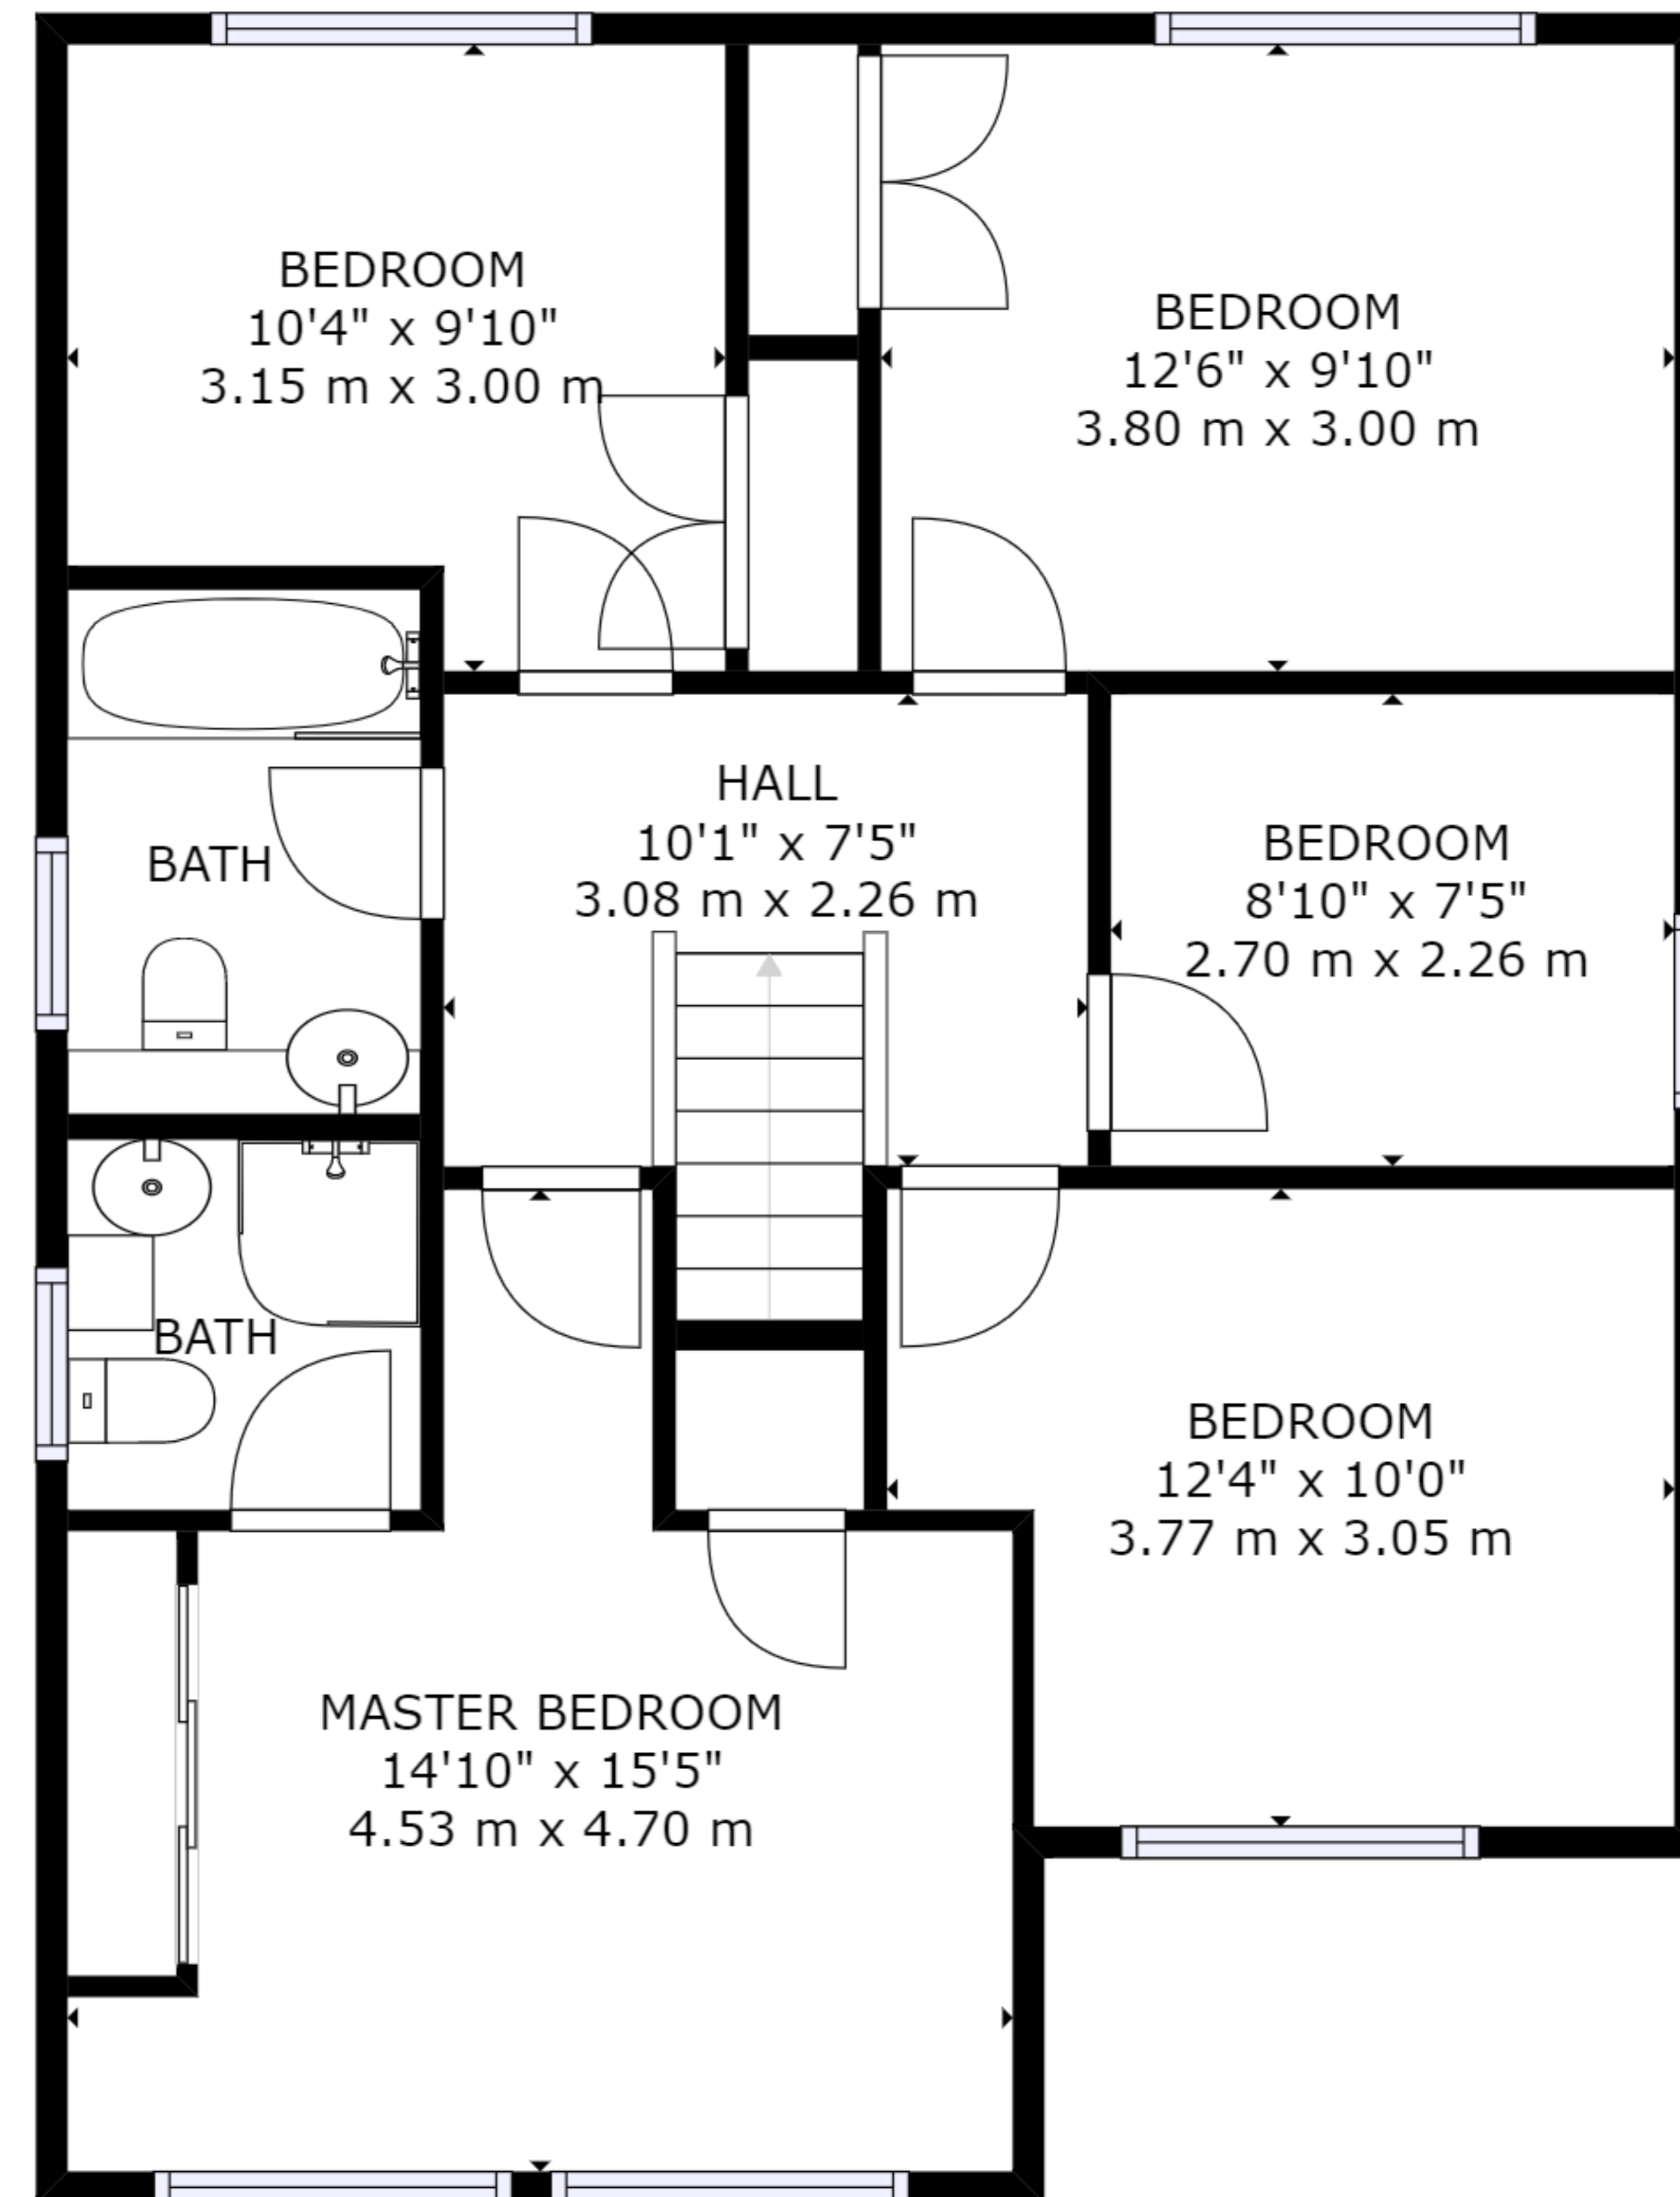 BEDROOM
10'4" x 9'10"
3.15 m x 3.00 m
BEDROOM
12'6" x 9'10"
3.80 m x 3.00 m
HALL
10'1" x 7'5"
3.08 m x 2.26 m
BEDROOM
8'10" x 7'5"
2.70 m x 2.26 m
BATH
BATH
BEDROOM
12'4" x 10'0"
3.77 m x 3.05 m
MASTER BEDROOM
14'10" x 15'5"
4.53 m x 4.70 m